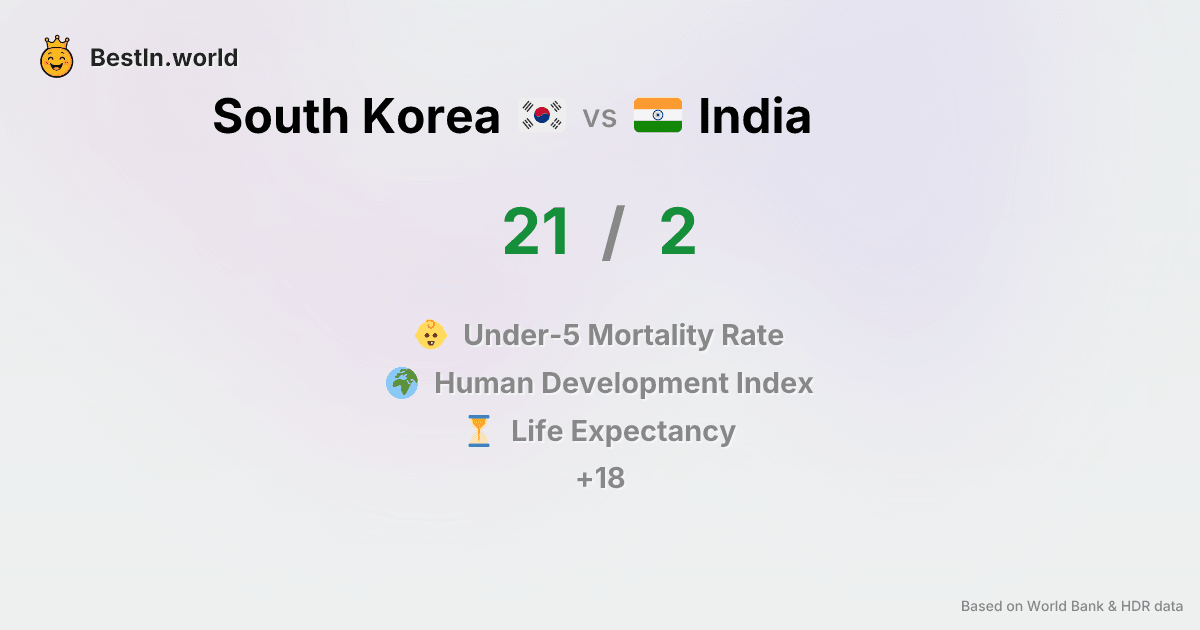 BestIn.world
South Korea vs India
21 / 2
Under-5 Mortality Rate
Human Development Index
Life Expectancy
+18
Based on World Bank & HDR data